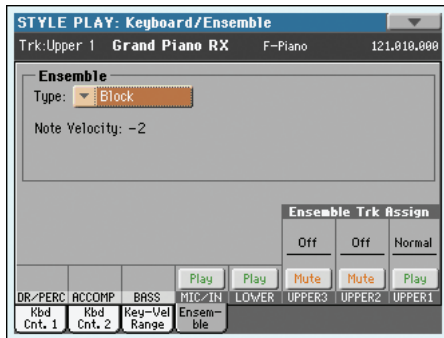 STYLE PLAY: Keyboard/Ensemble
Trk:Upper 1 Grand Piano RX F-Piano 121.010.000
Ensemble
Type: Block
Note Velocity: -2
Ensemble Trk Assign
Off Off Normal
Play Play Mute Mute Play
DR/PERC ACCOMP BASS MIC/IN LOWER UPPER3 UPPER2 UPPER1
Kbd Kbd Key-Vel Ensem-
Cnt. 1 Cnt. 2 Range ble